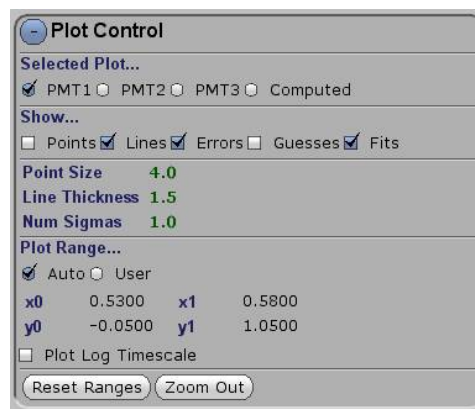 - Plot Control
Selected Plot...
PMT1 PMT2 PMT3 Computed
Show...
Points Lines Errors Guesses Fits
Point Size 4.0
Line Thickness 1.5
Num Sigmas 1.0
Plot Range...
Auto User
x0 0.5300 x1 0.5800
y0 -0.0500 y1 1.0500
Plot Log Timescale
Reset Ranges Zoom Out